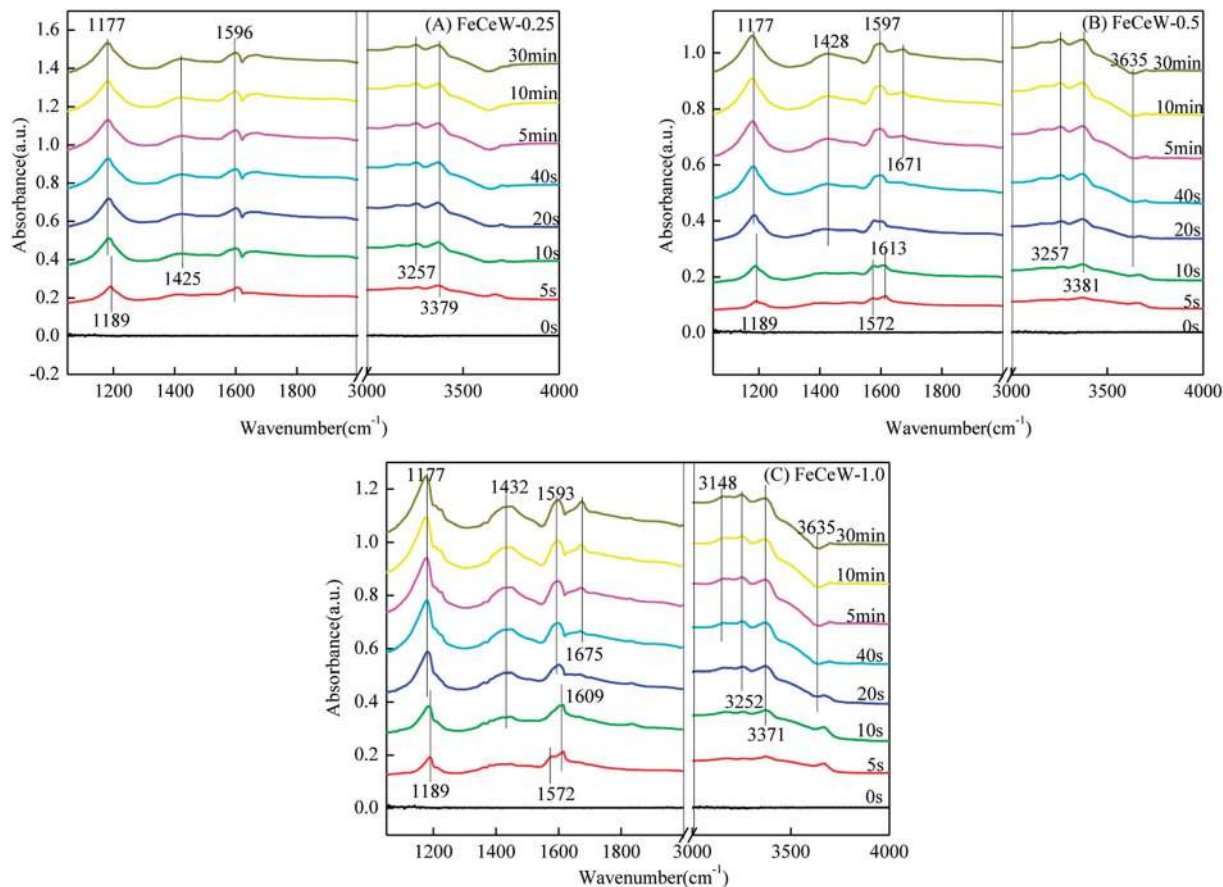 (A) FeCeW-0.25
1177
1596
1.6
30min
1.4
10min
1.2
5min
1.0
40s
0.8
20s
0.6
10s
0.4
1425
3257
5s
0.2
1189
3379
0s
0.0
-0.2
1200 1400 1600 1800 3000 3500 4000
Absorbance(a.u.)
Wavenumber(cm-1)
(B) FeCeW-0.5
1177
1428
1597
3635
30min
1.0
10min
0.8
5min
1671
0.6
40s
0.4
20s
1613
3257
10s
0.2
3381
5s
1189
1572
0s
0.0
1200 1400 1600 1800 3000 3500 4000
Absorbance(a.u.)
Wavenumber(cm-1)
(C) FeCeW-1.0
1177
1432
1593
3148
3635
1.2
30min
1.0
10min
0.8
5min
0.6
40s
1675
20s
0.4
1609
3252
10s
3371
0.2
5s
1189
1572
0s
0.0
1200 1400 1600 1800 3000 3500 4000
Absorbance(a.u.)
Wavenumber(cm-1)